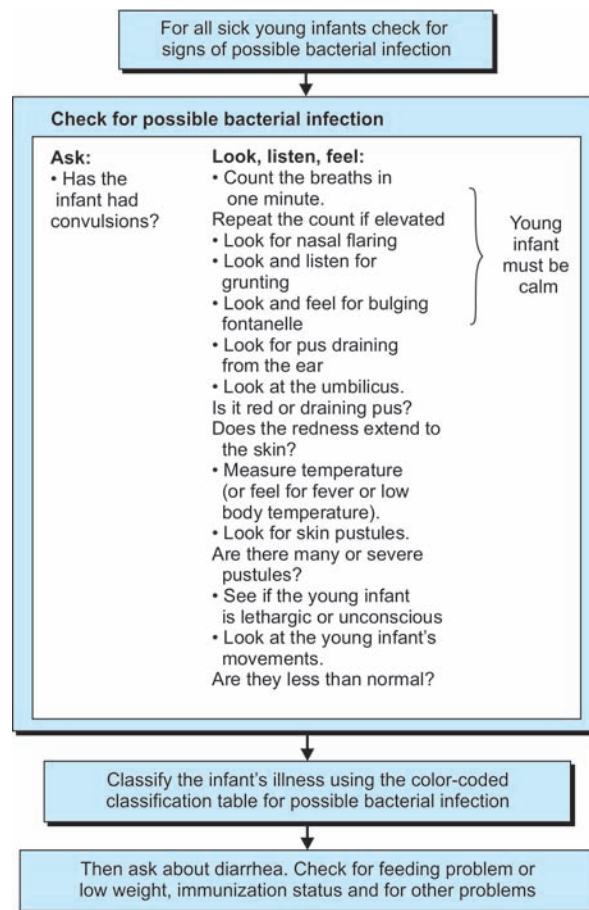 For all sick young infants check for
signs of possible bacterial infection
Check for possible bacterial infection
Ask:
• Has the
infant had
convulsions?
Look, listen, feel:
• Count the breaths in
one minute.
Repeat the count if elevated
• Look for nasal flaring
• Look and listen for
grunting
• Look and feel for bulging
fontanelle
• Look for pus draining
from the ear
• Look at the umbilicus.
Is it red or draining pus?
Does the redness extend to
the skin?
• Measure temperature
(or feel for fever or low
body temperature).
• Look for skin pustules.
Are there many or severe
pustules?
• See if the young infant
is lethargic or unconscious
• Look at the young infant's
movements.
Are they less than normal?
Young
infant
must be
calm
Classify the infant's illness using the color-coded
classification table for possible bacterial infection
Then ask about diarrhea. Check for feeding problem or
low weight, immunization status and for other problems